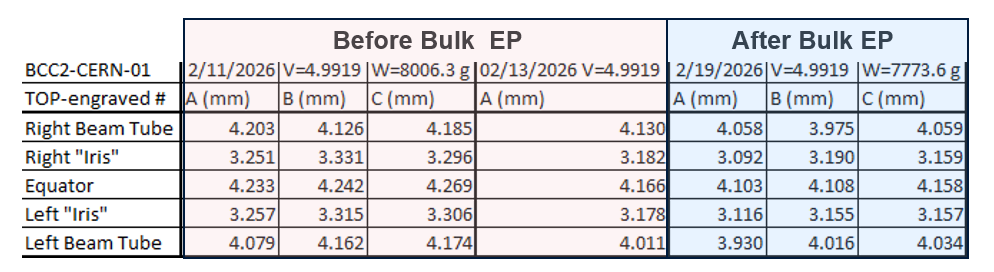 Before Bulk EP After Bulk EP
BCC2-CERN-01 2/11/2026 V=4.9919 W=8006.3 g 02/13/2026 V=4.9919 2/19/2026 V=4.9919 W=7773.6 g
TOP-engraved # A (mm) B (mm) C (mm) A (mm) A (mm) B (mm) C (mm)
Right Beam Tube 4.203 4.126 4.185 4.130 4.058 3.975 4.059
Right "Iris" 3.251 3.331 3.296 3.182 3.092 3.190 3.159
Equator 4.233 4.242 4.269 4.166 4.103 4.108 4.158
Left "Iris" 3.257 3.315 3.306 3.178 3.116 3.155 3.157
Left Beam Tube 4.079 4.162 4.174 4.011 3.930 4.016 4.034